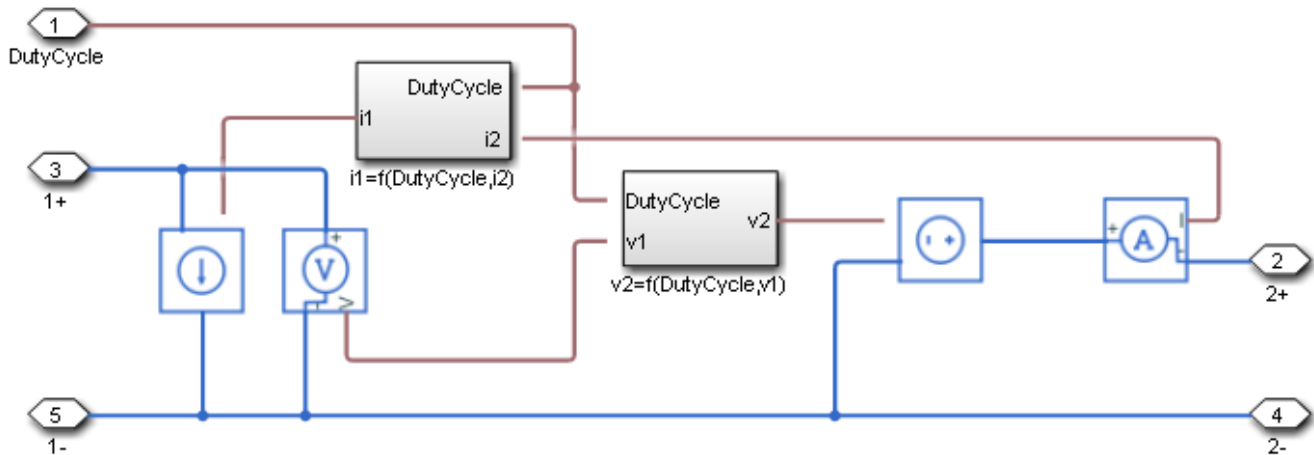 1
DutyCycle
DutyCycle
i1
i2
i1=f(DutyCycle,i2)
3
1+
DutyCycle
v2
v1
v2=f(DutyCycle,v1)
+
V
V
+
A
I
-
2
2+
5
1-
4
2-